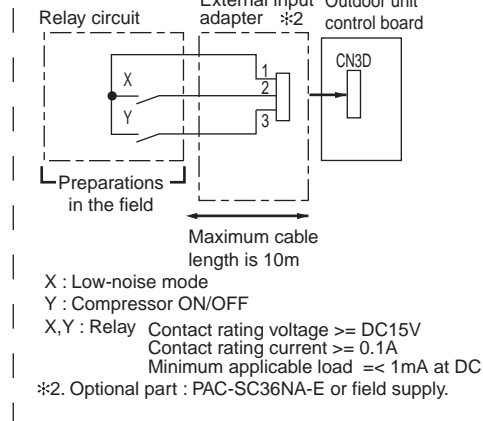 External input
Outdoor unit
Relay circuit
adapter ✻2
control board
CN3D
X
1
2
Y
3
Preparations
in the field
Maximum cable
length is 10m
X : Low-noise mode
Y : Compressor ON/OFF
X,Y : Relay Contact rating voltage >= DC15V
Contact rating current >= 0.1A
Minimum applicable load =< 1mA at DC
✻2. Optional part : PAC-SC36NA-E or field supply.